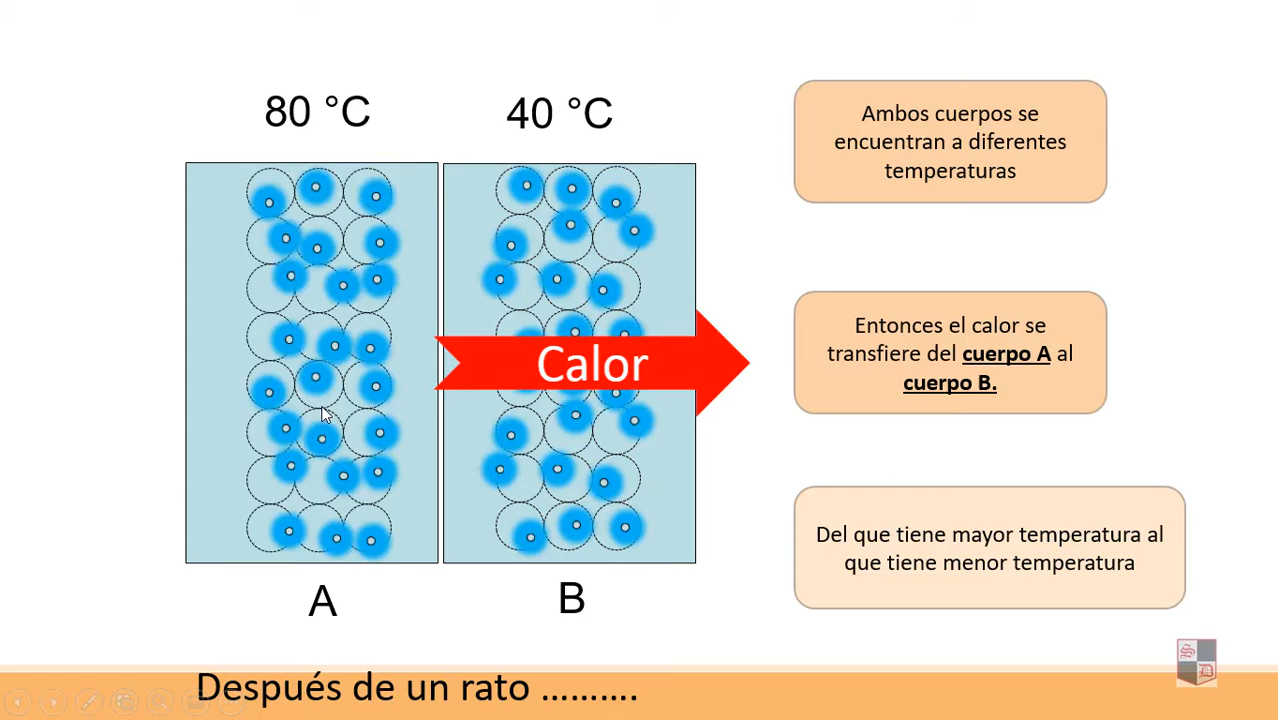 80 °C
40 °C
Ambos cuerpos se
encuentran a diferentes
temperaturas
Calor
Entonces el calor se
transfiere del cuerpo A al
cuerpo B.
Del que tiene mayor temperatura al
que tiene menor temperatura
A
B
S
D
Después de un rato ..........